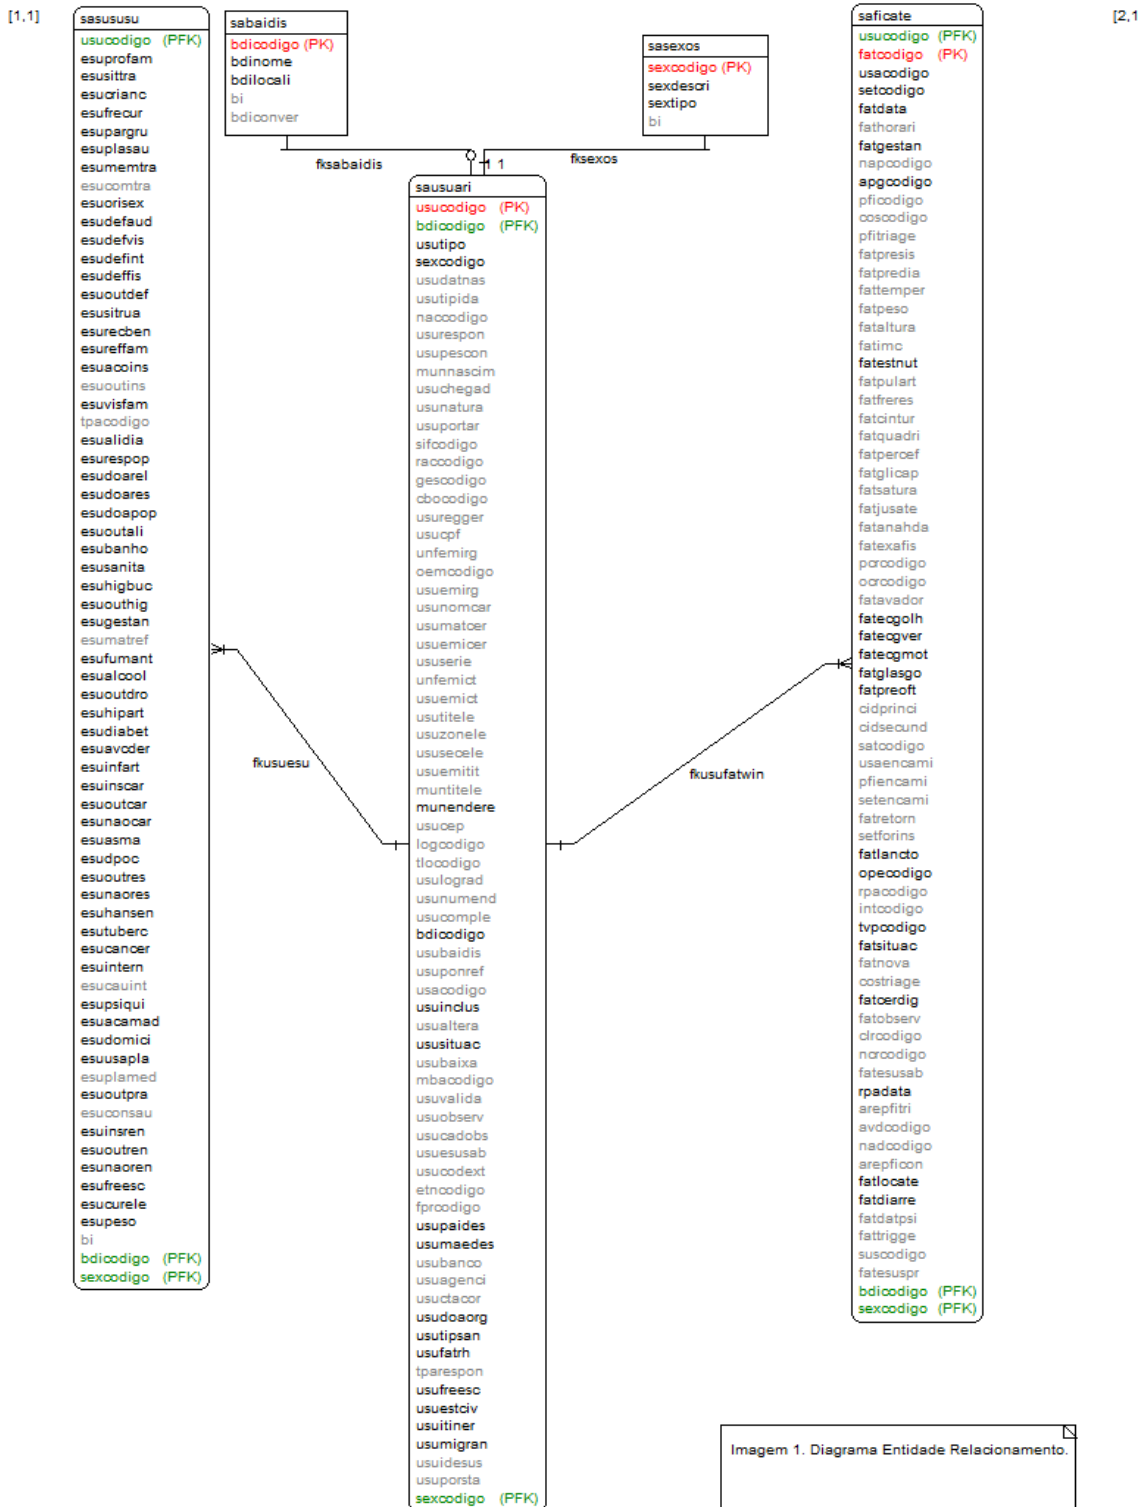 [1,1]
[2,1
sasususu
usucodigo (PFK)
esuprofam
esusittra
esucrianc
esufrecur
esupargru
esuplasau
esumemtra
esucomtra
esuorisex
esudefaud
esudefvis
esudefint
esudeffis
esuoutdef
esusitrua
esurecben
esureffam
esuacoins
esuoutins
esuvisfam
tpacodigo
esualidia
esurespop
esudoarel
esudoares
esudoapop
esuoutali
esubanho
esusanita
esuhigbuc
esuouthig
esugestan
esumatref
esufumant
esualcool
esuoutdro
esuhipart
esudiabet
esuavcder
esuinfart
esuinscar
esuoutcar
esunaocar
esuasma
esudpoc
esuoutres
esunaores
esuhansen
esutuberc
esucancer
esuintern
esucauint
esupsiqui
esuacamad
esudomici
esuusapla
esuplamed
esuoutpra
esuconsau
esuinsren
esuoutren
esunaoren
esufreesc
esucurele
esupeso
bi
bdicodigo (PFK)
sexcodigo (PFK)
sabaidis
bdicodigo (PK)
bdinome
bdilocali
bi
bdiconver
sasexos
sexcodigo (PK)
sexdescri
sextipo
bi
fksabaidis
1 1
fksexos
sausuari
usucodigo (PK)
bdicodigo (PFK)
usutipo
sexcodigo
usudatnas
usutipida
naccodigo
usurespon
usupescon
munnascim
usuchegad
usunatura
usuportar
sifcodigo
raccodigo
gescodigo
cbocodigo
usuregger
usucpf
unfemirg
oemcodigo
usuemirg
usunomcar
usumatcer
usuemicer
ususerie
unfemict
usuemict
usutitele
usuzonele
ususecele
usuemitit
muntitele
munendere
usucep
logcodigo
tlocodigo
usulograd
usunumend
usucomple
bdicodigo
usubaidis
usuponref
usacodigo
usuinclus
usualtera
ususituac
usubaixa
mbacodigo
usuvalida
usuobserv
usucadobs
usuesusab
usucodext
etncodigo
fprcodigo
usupaides
usumaedes
usubanco
usuagenci
usuctacor
usudoaorg
usutipsan
usufatrh
tparespon
usufreesc
usuestciv
usuitiner
usumigran
usuidesus
usuporsta
sexcodigo (PFK)
fkusuesu
fkusufatwin
saficate
usucodigo (PFK)
fatcodigo (PK)
usacodigo
setcodigo
fatdata
fathorari
fatgestan
napcodigo
apgcodigo
pficodigo
coscodigo
pfitriage
fatpresis
fatpredia
fattemper
fatpeso
fataltura
fatimc
fatestnut
fatpulart
fatfreres
fatcintur
fatquadri
fatpercef
fatglicap
fatsatura
fatjusate
fatanahda
fatexafis
porcodigo
ocrcodigo
fatavador
fatecgolh
fatecgver
fatecgmot
fatglasgo
fatpreoft
cidprinci
cidsecund
satcodigo
usaencami
pfiencami
setencami
fatretorn
setforins
fatlancto
opecodigo
rpacodigo
intcodigo
tvpcodigo
fatsituac
fatnova
costriage
fatcerdig
fatobserv
clrcodigo
ncrcodigo
fatesusab
rpadata
arepfitri
avdcodigo
nadcodigo
arepficon
fatlocate
fatdiarre
fatdatpsi
fattrigge
suscodigo
fatesuspr
bdicodigo (PFK)
sexcodigo (PFK)
Imagem 1. Diagrama Entidade Relacionamento.